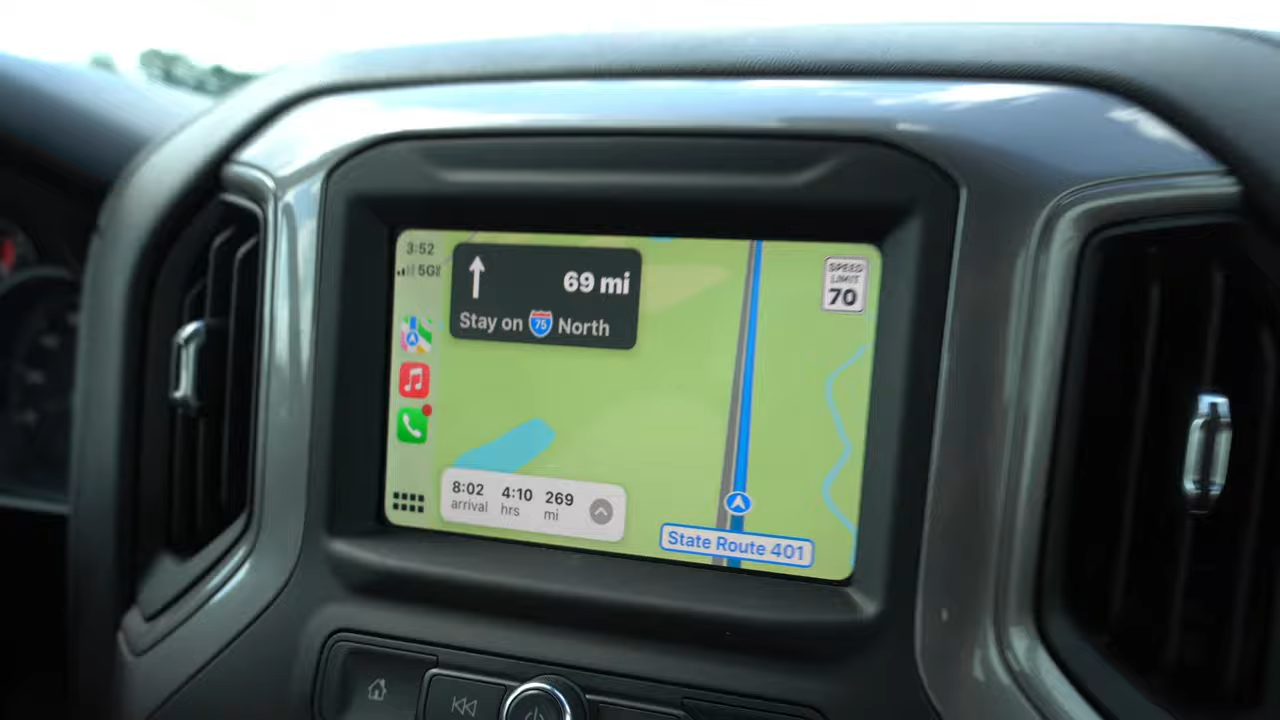 3:52
5G
69 mi
Stay on 75 North
SPEED
LIMIT
70
8:02 4:10 269
arrival hrs mi
State Route 401